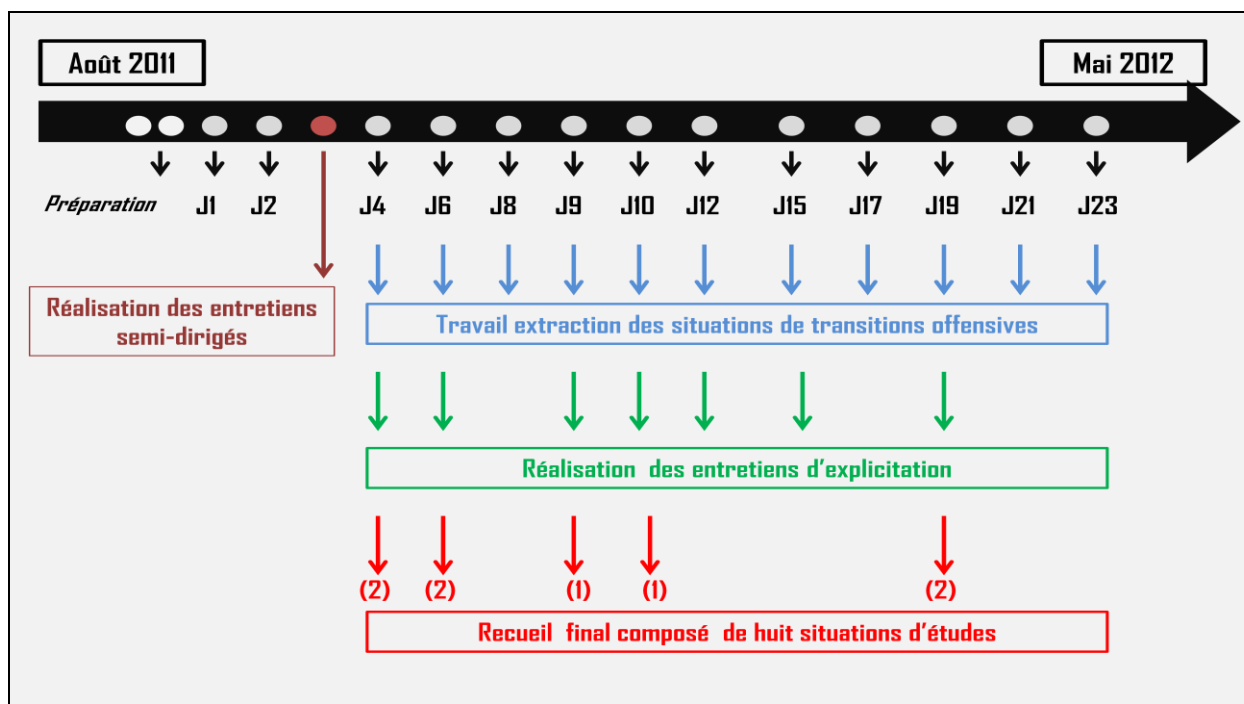 Août 2011
Mai 2012
Préparation J1 J2 J4 J6 J8 J9 J10 J12 J15 J17 J19 J21 J23
Réalisation des entretiens
semi-dirigés
Travail extraction des situations de transitions offensives
Réalisation des entretiens d'explicitation
(2) (2) (1) (1) (2)
Recueil final composé de huit situations d'études